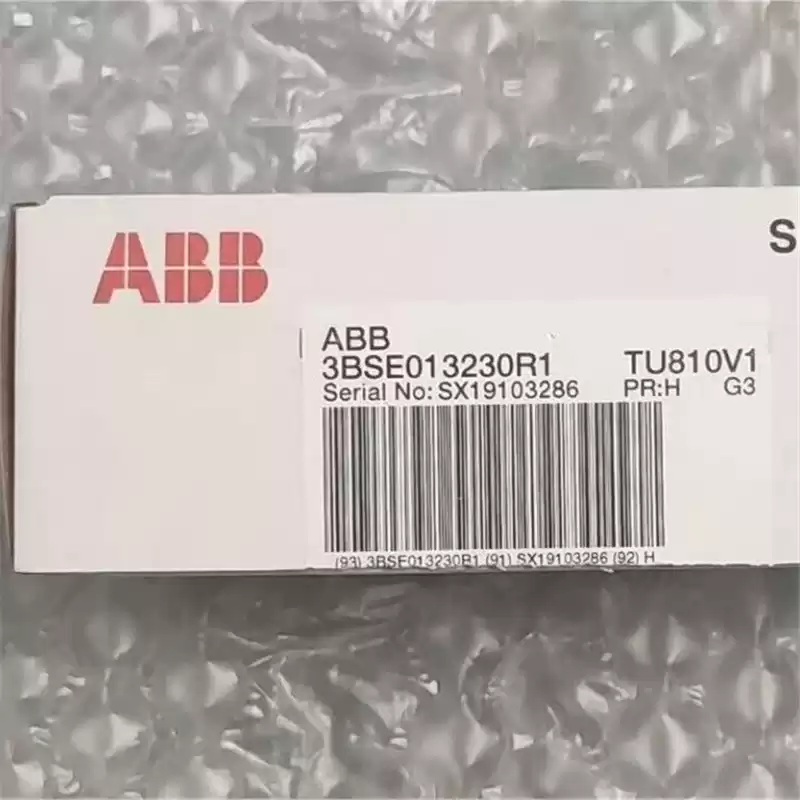 ABB
S
ABB
3BSE013230R1 TU810V1
Serial No: SX19103286 PR:H G3
(93) 3BSE013230R1 (91) SX19103286 (92) H